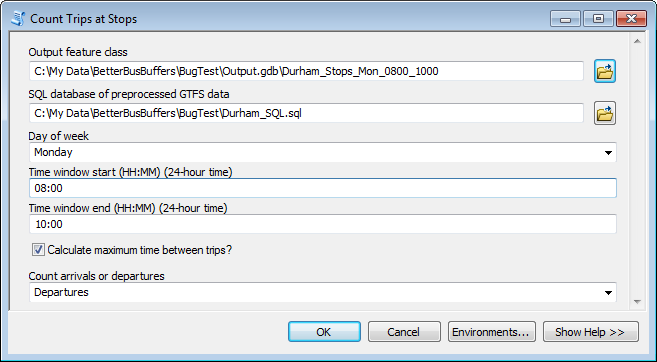 Count Trips at Stops
Output feature class
C:\My Data\BetterBusBuffers\BugTest\Output.gdb\Durham_Stops_Mon_0800_1000
SQL database of preprocessed GTFS data
C:\My Data\BetterBusBuffers\BugTest\Durham_SQL.sql
Day of week
Monday
Time window start (HH:MM) (24-hour time)
08:00
Time window end (HH:MM) (24-hour time)
10:00
Calculate maximum time between trips?
Count arrivals or departures
Departures
OK Cancel Environments... Show Help >>